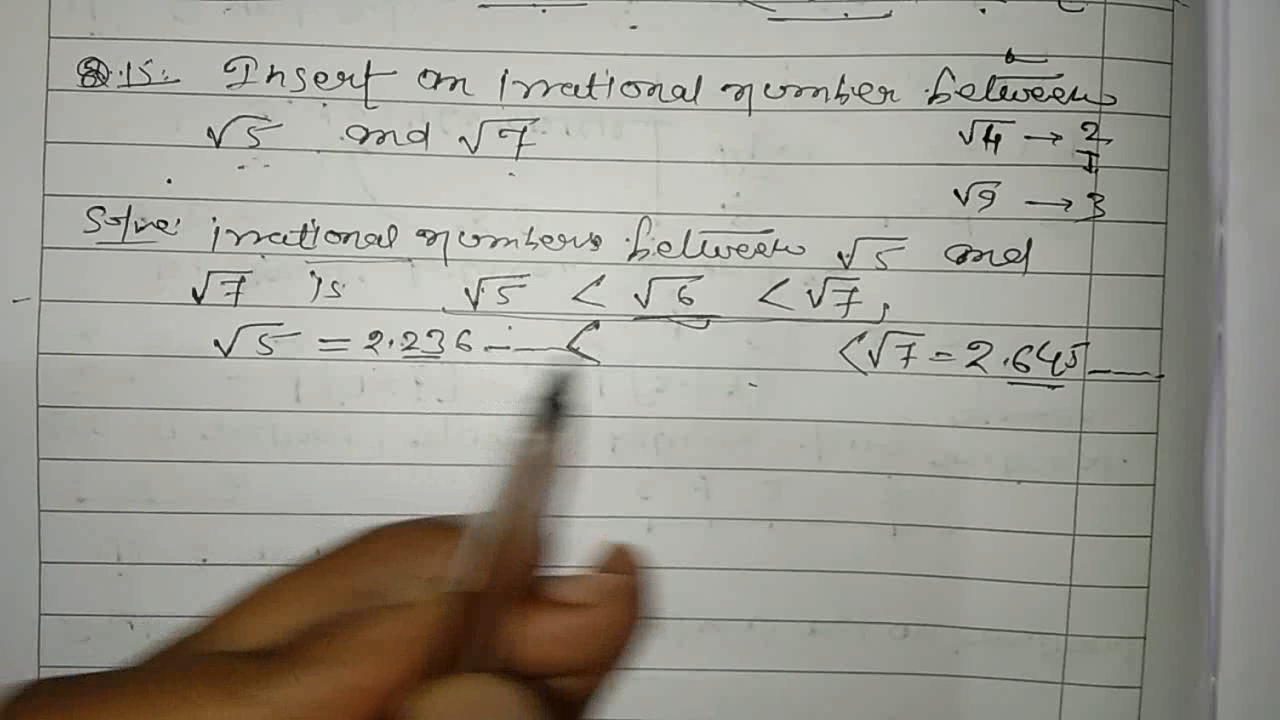 Q.15. Insert an irrational number between
√5 and √7
√4 → 2
√9 → 3
Solve: irrational numbers between √5 and
√7 is √5 < √6 < √7,
√5 = 2.236..— < < √7 = 2.645——